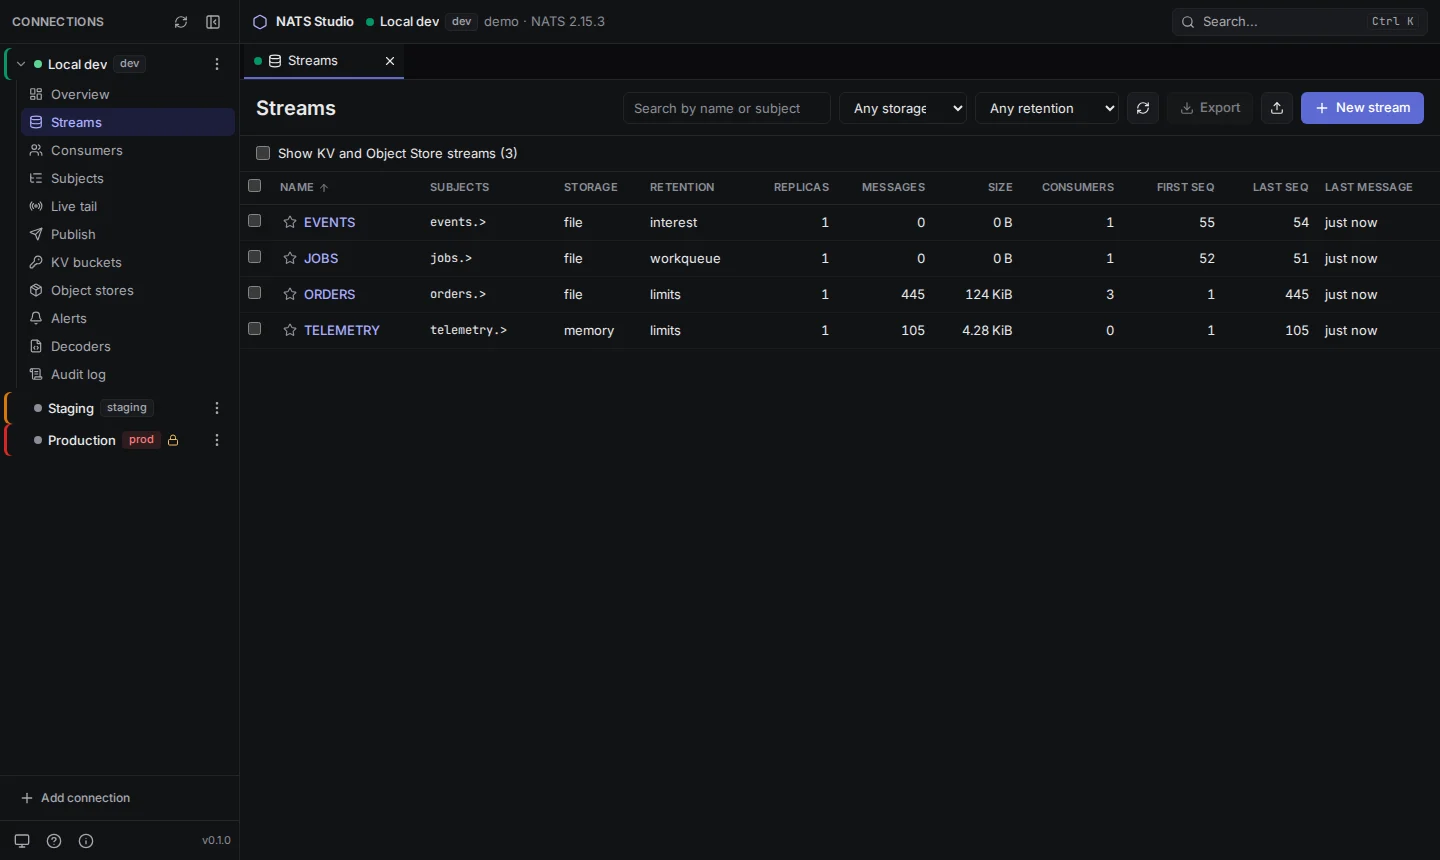 CONNECTIONS
NATS Studio Local dev dev demo · NATS 2.15.3
Search... Ctrl K
Local dev dev
Overview
Streams
Consumers
Subjects
Live tail
Publish
KV buckets
Object stores
Alerts
Decoders
Audit log
Staging staging
Production prod
Add connection
v0.1.0
Streams
Streams
Search by name or subject
Any storage
Any retention
Export
New stream
Show KV and Object Store streams (3)
NAME SUBJECTS STORAGE RETENTION REPLICAS MESSAGES SIZE CONSUMERS FIRST SEQ LAST SEQ LAST MESSAGE
EVENTS events.> file interest 1 0 0 B 1 55 54 just now
JOBS jobs.> file workqueue 1 0 0 B 1 52 51 just now
ORDERS orders.> file limits 1 445 124 KiB 3 1 445 just now
TELEMETRY telemetry.> memory limits 1 105 4.28 KiB 0 1 105 just now